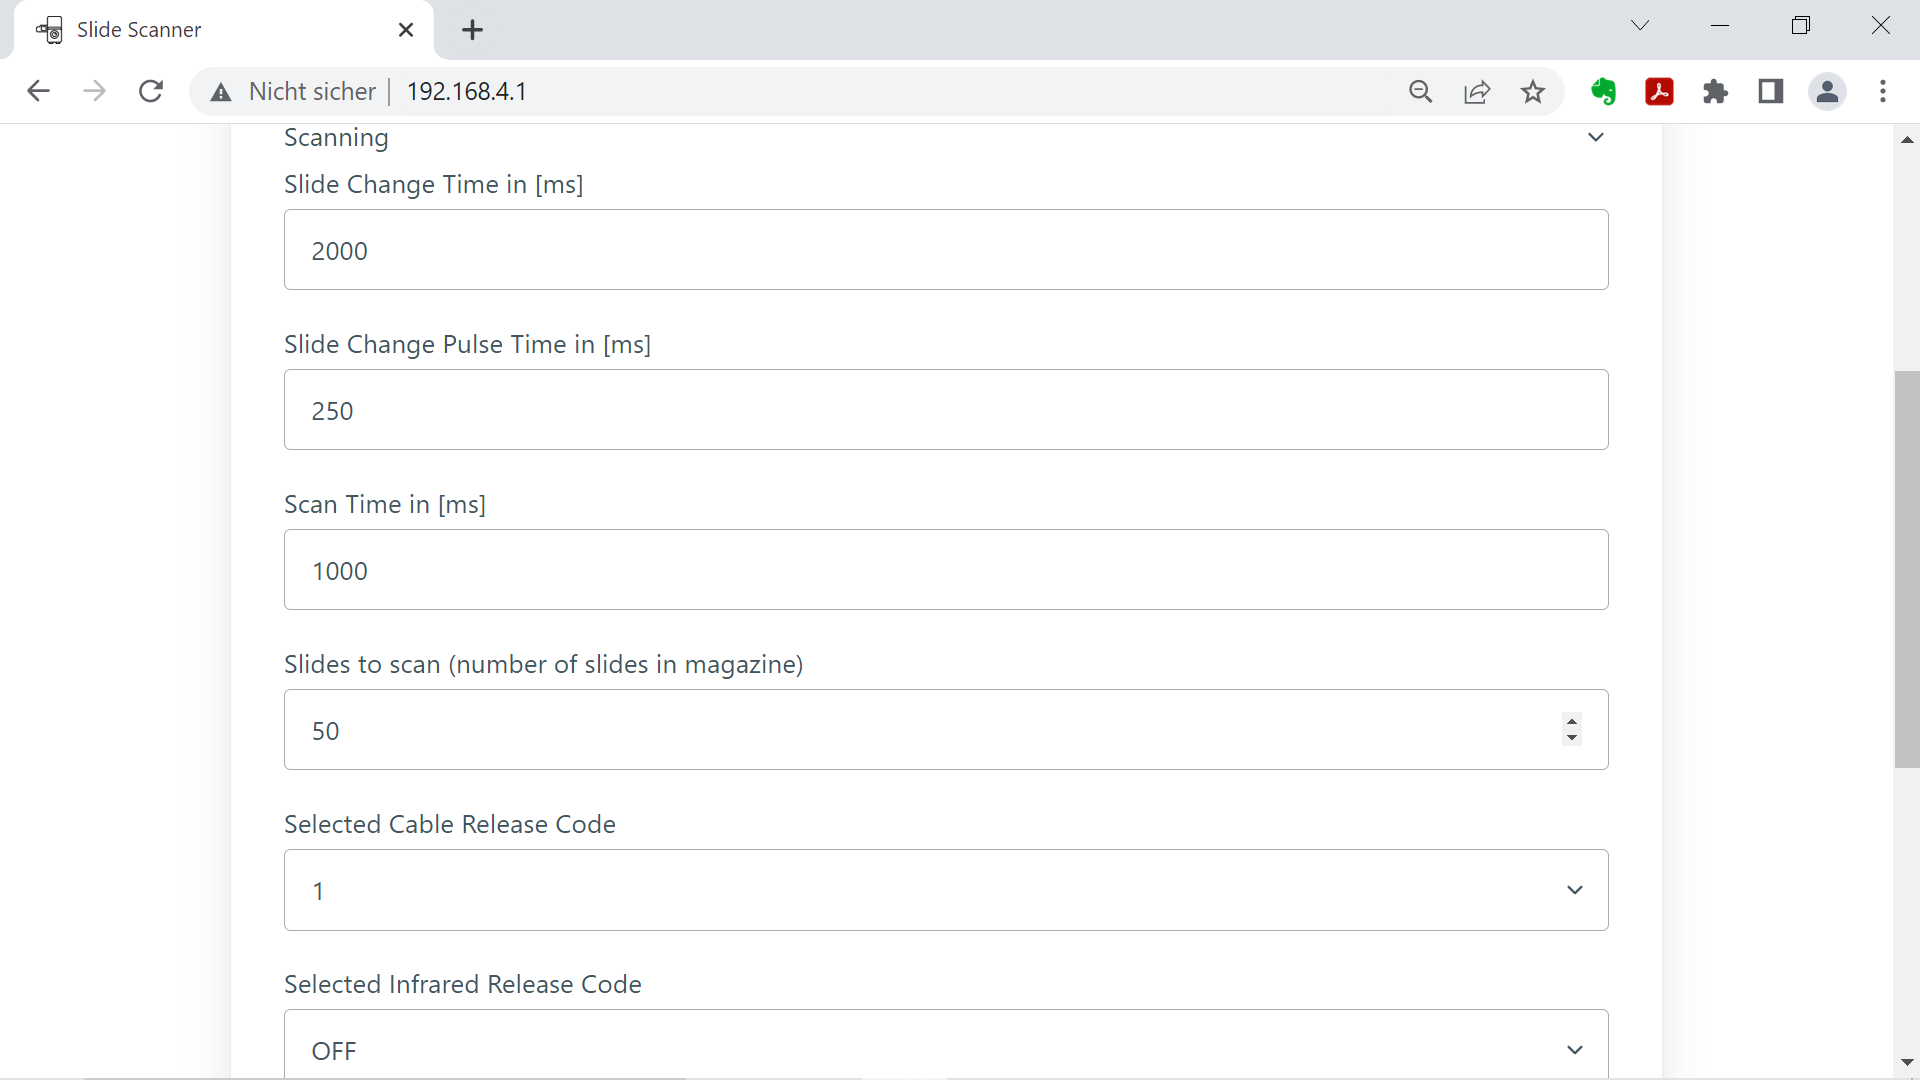 Slide Scanner
Nicht sicher 192.168.4.1
Scanning
Slide Change Time in [ms]
2000
Slide Change Pulse Time in [ms]
250
Scan Time in [ms]
1000
Slides to scan (number of slides in magazine)
50
Selected Cable Release Code
1
Selected Infrared Release Code
OFF